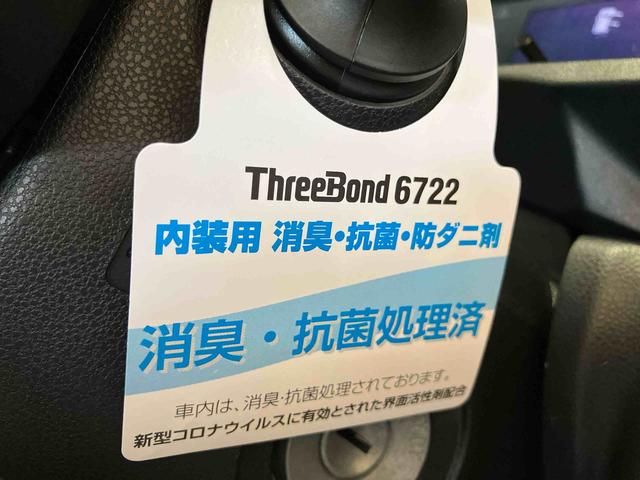 ThreeBond 6722
内装用 消臭・抗菌・防ダニ剤
消臭・抗菌処理済
車内は、消臭・抗菌処理されております。
新型コロナウイルスに有効とされた界面活性剤配合